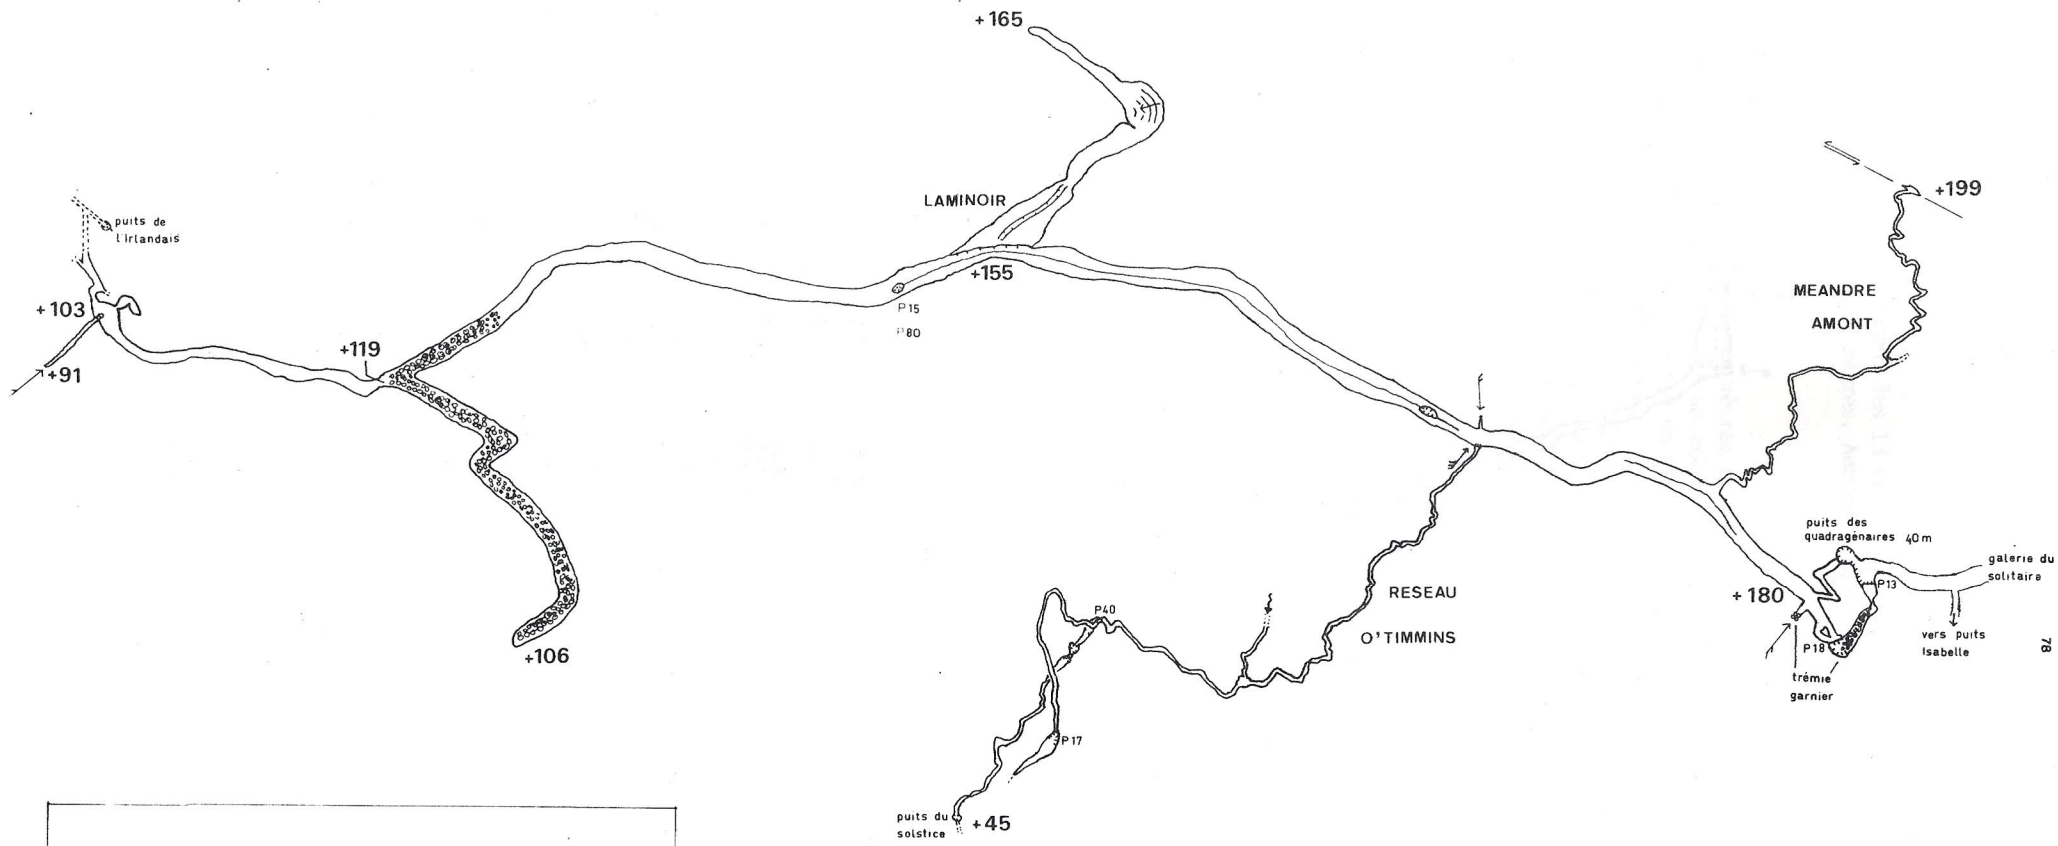 +165
+199
LAMINOIR
puits de
l'Irlandais
+155
MEANDRE
AMONT
+103
P15
P80
+119
+91
puits des
quadragénaires 40m
galerie du
solitaire
P13
+180
RESEAU
O'TIMMINS
P40
vers puits
Isabelle
P18
78
+106
trémie
garnier
P17
puits du
solstice
+45